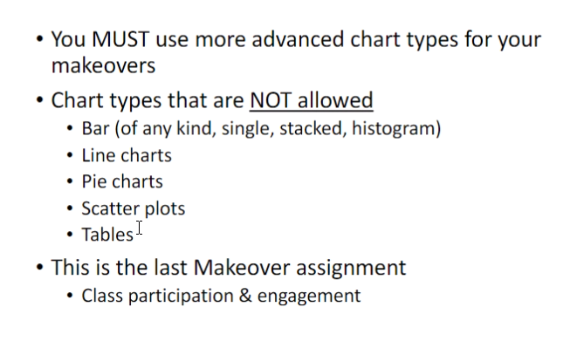 • You MUST use more advanced chart types for your
makeovers
• Chart types that are NOT allowed
• Bar (of any kind, single, stacked, histogram)
• Line charts
• Pie charts
• Scatter plots
• Tables
• This is the last Makeover assignment
• Class participation & engagement